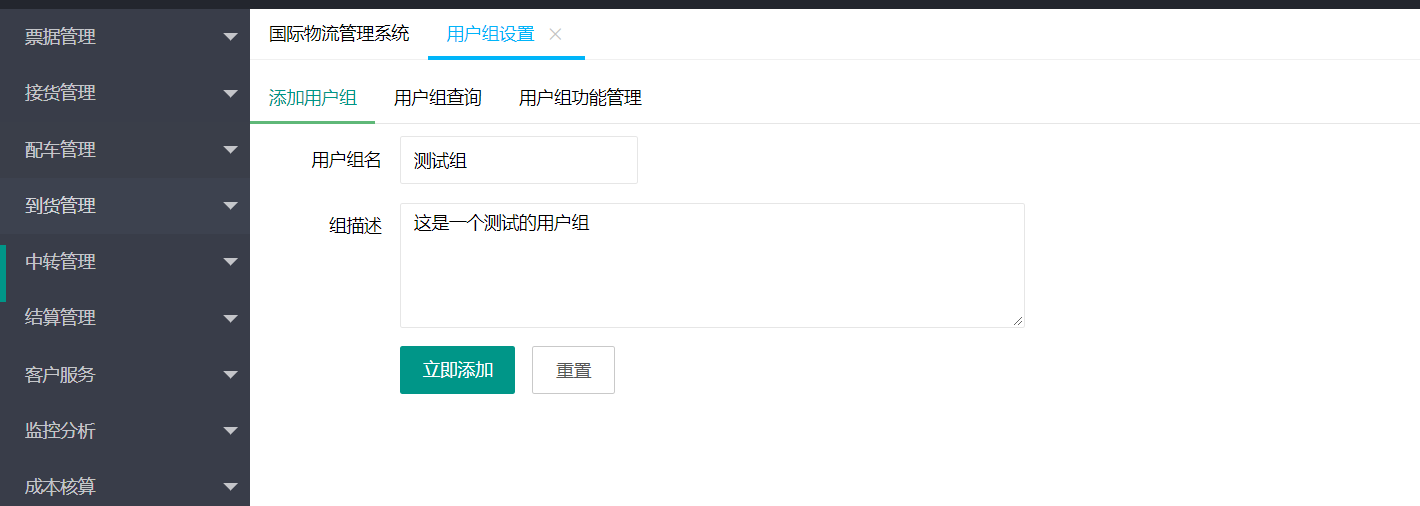 票据管理
接货管理
配车管理
到货管理
中转管理
结算管理
客户服务
监控分析
成本核算
国际物流管理系统 用户组设置
添加用户组 用户组查询 用户组功能管理
用户组名 测试组
组描述 这是一个测试的用户组
立即添加 重置